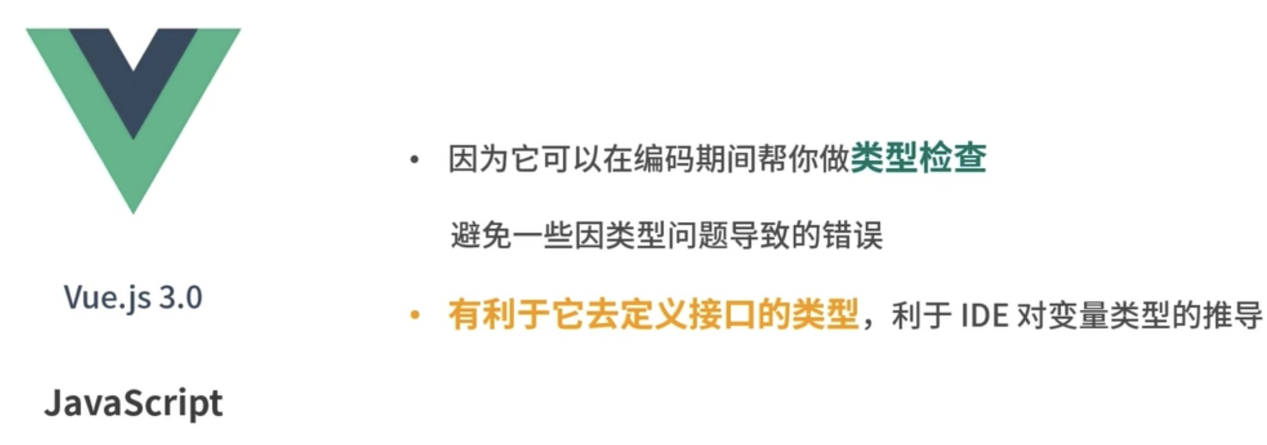 • 因为它可以在编码期间帮你做类型检查
避免一些因类型问题导致的错误
Vue.js 3.0
• 有利于它去定义接口的类型，利于 IDE 对变量类型的推导
JavaScript